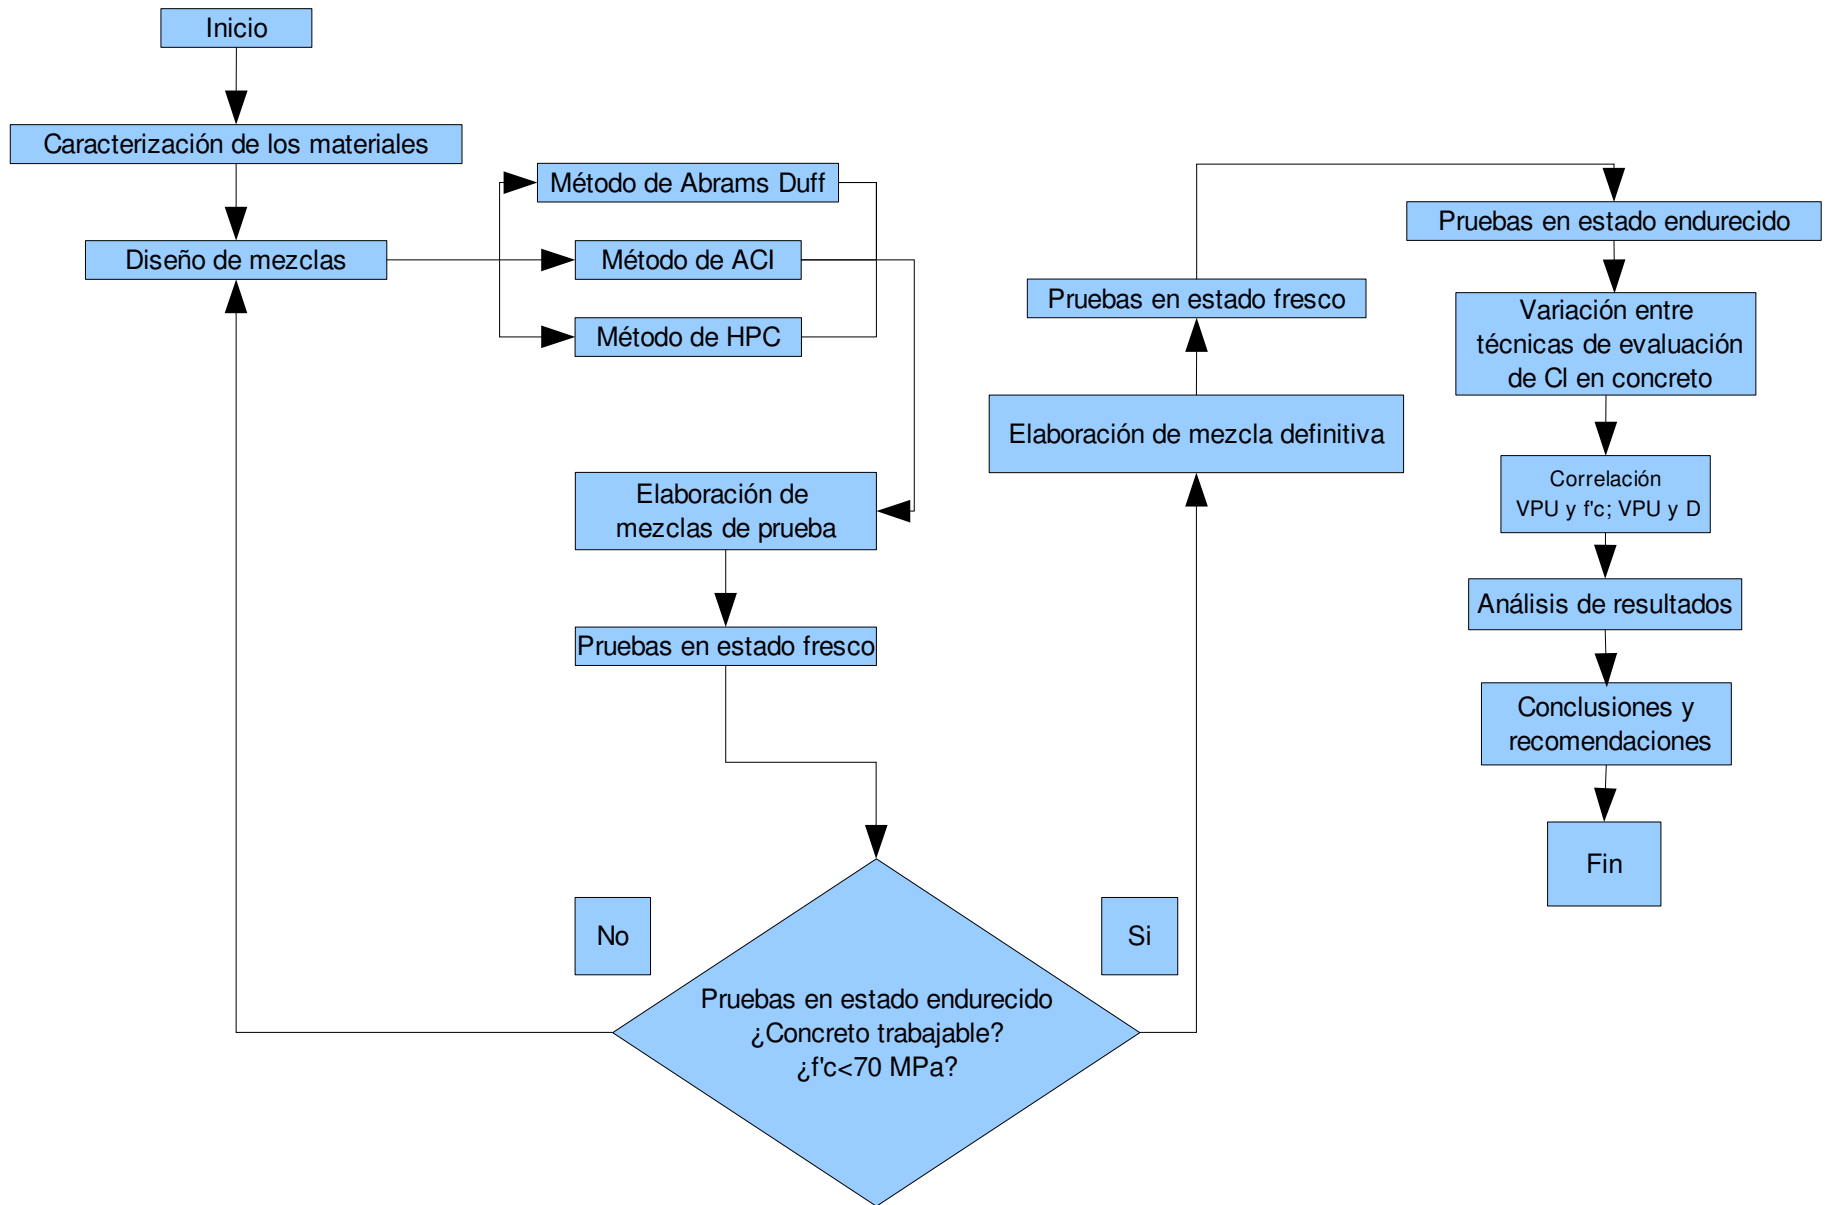 Inicio
Caracterización de los materiales
Diseño de mezclas
Método de Abrams Duff
Método de ACI
Método de HPC
Elaboración de
mezclas de prueba
Pruebas en estado fresco
No
Si
Pruebas en estado endurecido
¿Concreto trabajable?
¿f'c<70 MPa?
Elaboración de mezcla definitiva
Pruebas en estado fresco
Pruebas en estado endurecido
Variación entre
técnicas de evaluación
de Cl en concreto
Correlación
VPU y f'c; VPU y D
Análisis de resultados
Conclusiones y
recomendaciones
Fin